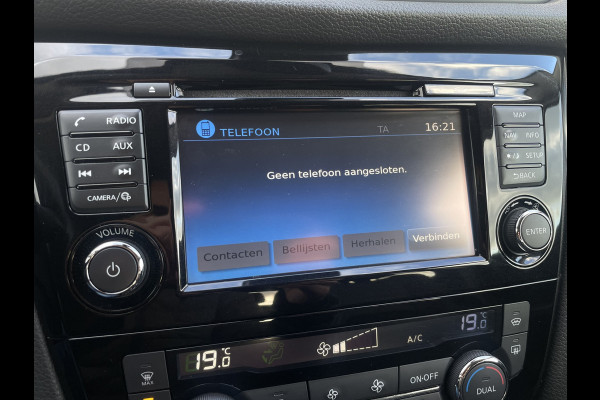 RADIO
CD AUX
CAMERA/
VOLUME
TELEFOON TA 16:21
Geen telefoon aangesloten.
Contacten Bellijsten Herhalen Verbinden
MAP
NAV INFO
SETUP
BACK
ENTER
19.0 °C A/C 19.0 °C
MAX
ON·OFF
DUAL